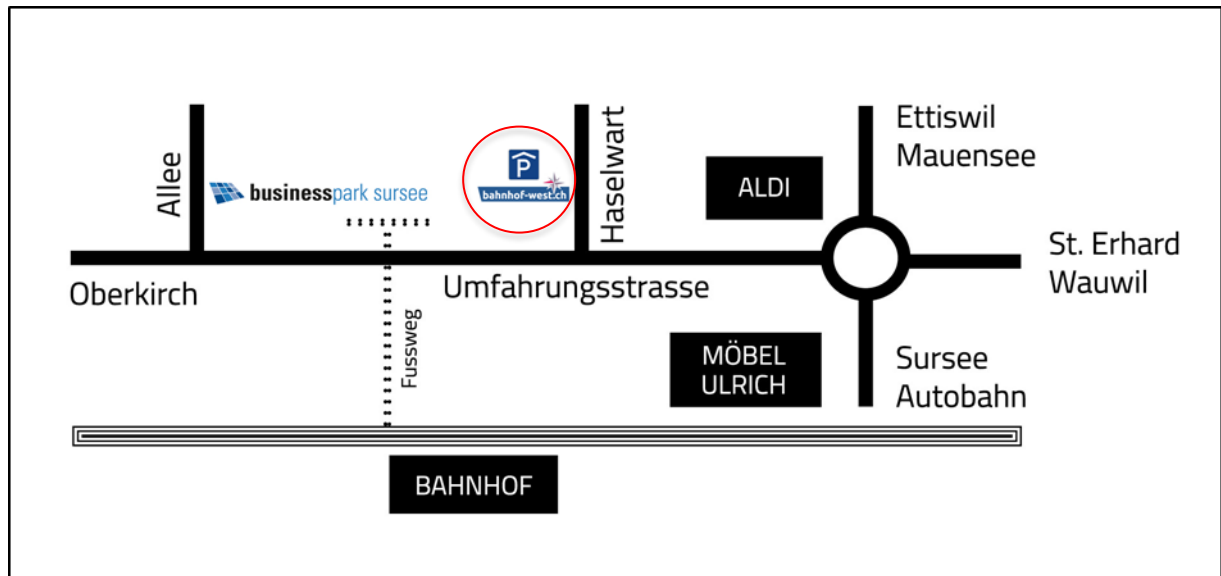 Allee
businesspark sursee
P
bahnhof-west.ch
Haselwart
ALDI
Ettiswil
Mauensee
St. Erhard
Wauwil
Oberkirch
Umfahrungsstrasse
Fussweg
MÖBEL
ULRICH
Sursee
Autobahn
BAHNHOF